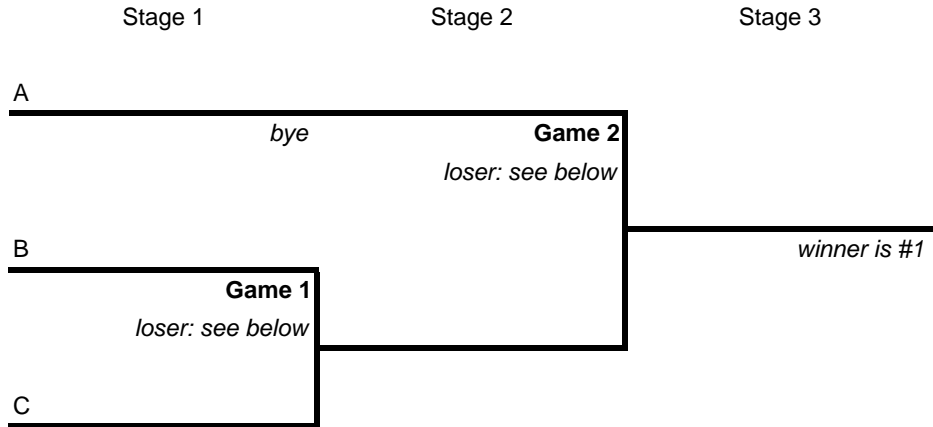 Stage 1 Stage 2 Stage 3
A
bye Game 2
loser: see below
B
winner is #1
Game 1
loser: see below
C